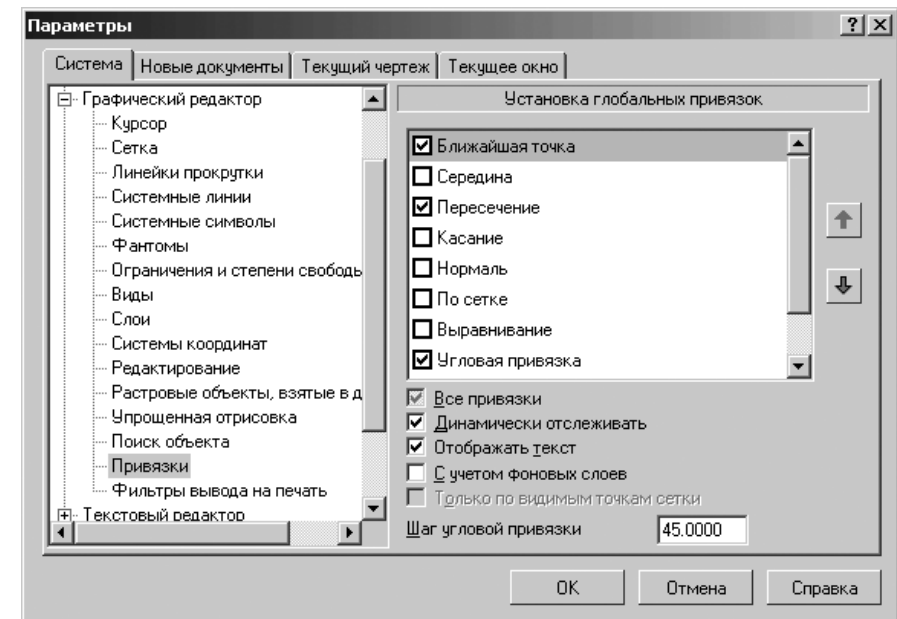 Параметры
Система Новые документы Текущий чертеж Текущее окно
Графический редактор
Курсор
Сетка
Линейки прокрутки
Системные линии
Системные символы
Фантомы
Ограничения и степени свободы
Виды
Слои
Системы координат
Редактирование
Растровые объекты, взятые в д
Упрощенная отрисовка
Поиск объекта
Привязки
Фильтры вывода на печать
Текстовый редактор
Установка глобальных привязок
Ближайшая точка
Середина
Пересечение
Касание
Нормаль
По сетке
Выравнивание
Угловая привязка
Все привязки
Динамически отслеживать
Отображать текст
С учетом фоновых слоев
Только по видимым точкам сетки
Шаг угловой привязки 45.0000
OK Отмена Справка